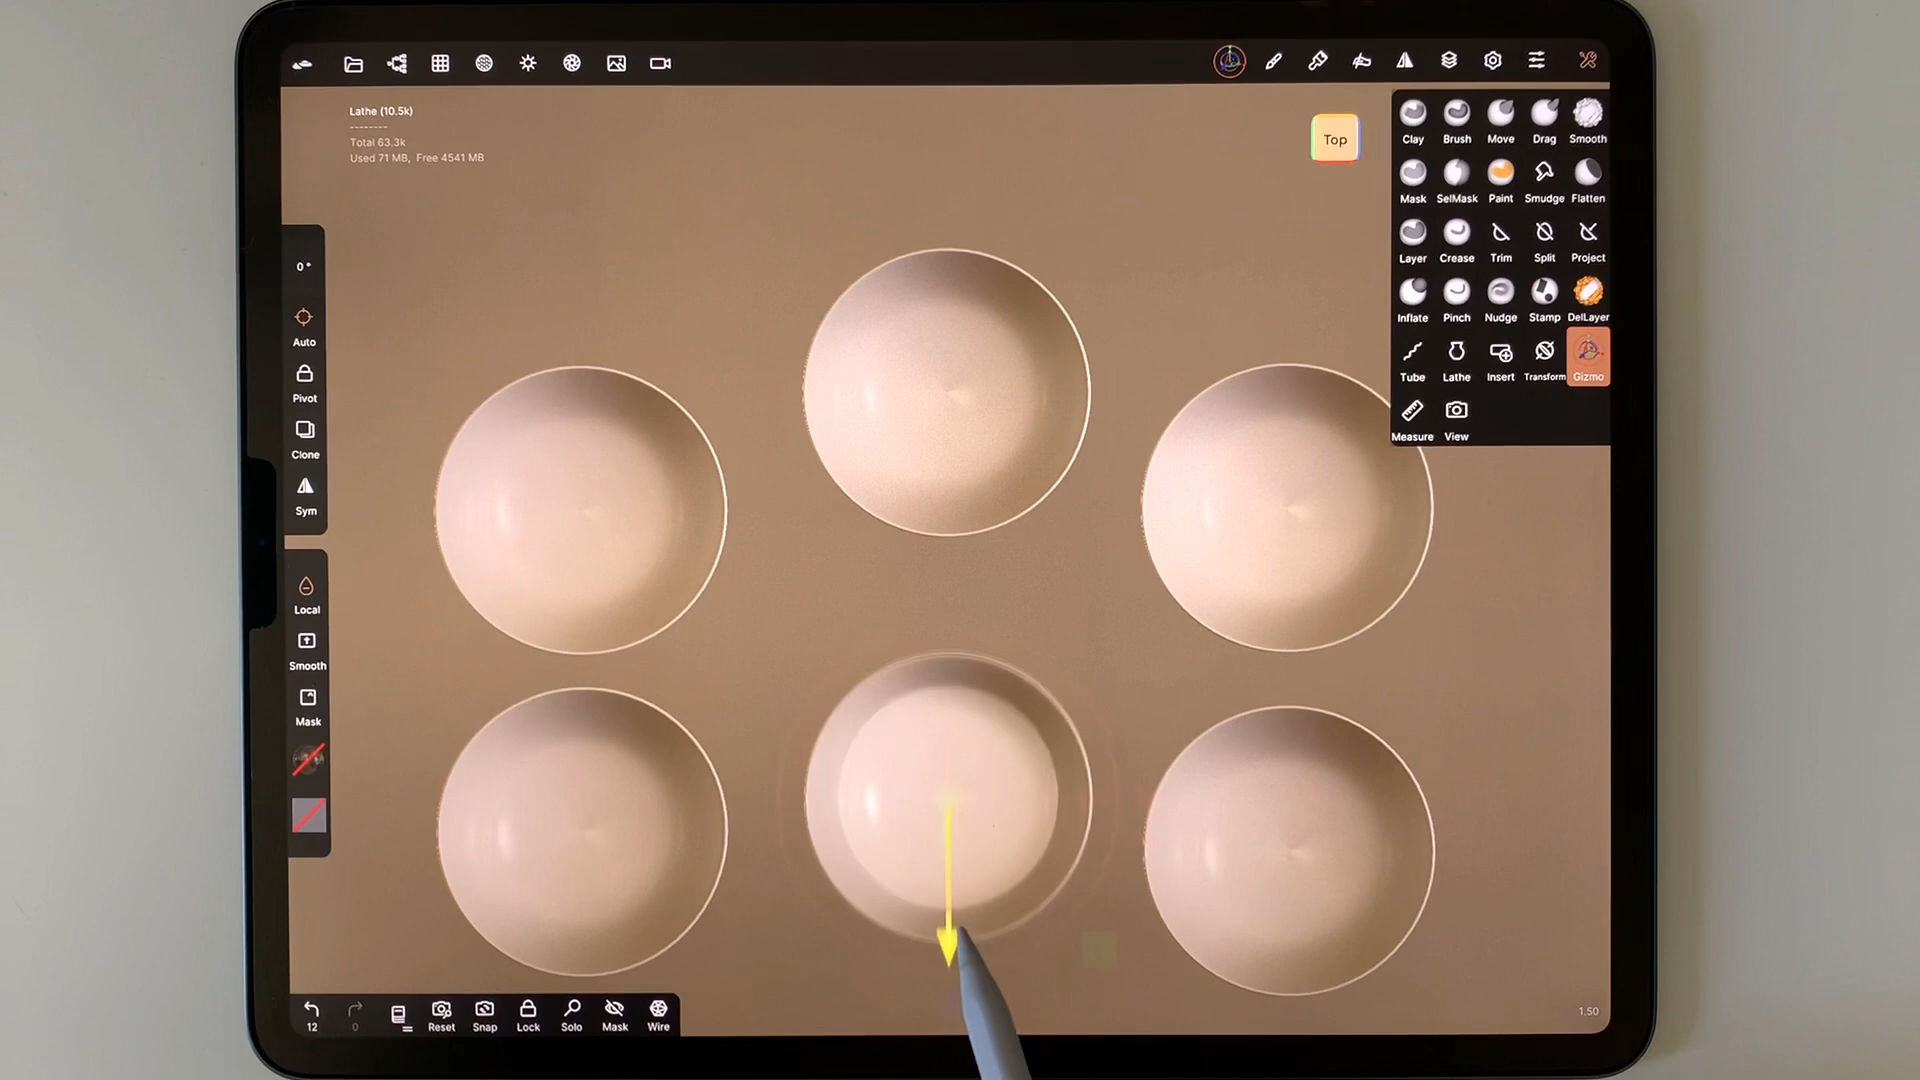 Lathe (10.5k)
--------
Total 63.3k
Used 71 MB, Free 4541 MB
Top
Clay Brush Move Drag Smooth
Mask SelMask Paint Smudge Flatten
Layer Crease Trim Split Project
Inflate Pinch Nudge Stamp DelLayer
Tube Lathe Insert Transform Gizmo
Measure View
0°
Auto
Pivot
Clone
Sym
Local
Smooth
Mask
12 0 Reset Snap Lock Solo Mask Wire
1.50